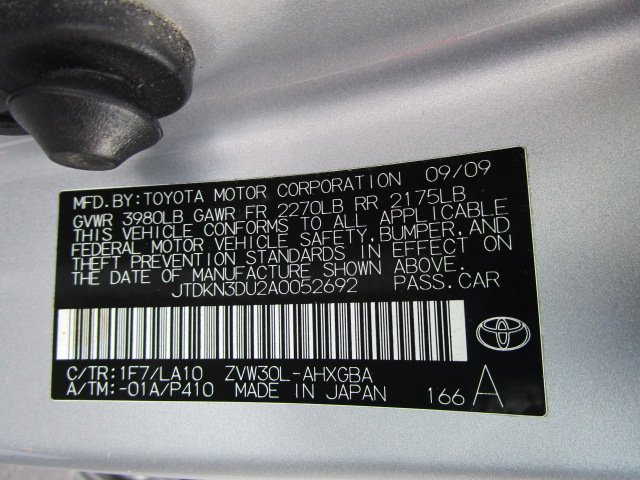 MFD. BY: TOYOTA MOTOR CORPORATION 09/09
GVWR 3980LB GAWR FR 2270LB RR 2175LB
THIS VEHICLE CONFORMS TO ALL APPLICABLE
FEDERAL MOTOR VEHICLE SAFETY, BUMPER, AND
THEFT PREVENTION STANDARDS IN EFFECT ON
THE DATE OF MANUFACTURE SHOWN ABOVE.
JTDKN3DU2A0052692 PASS. CAR
C/TR: 1F7/LA10 ZVW30L-AHXGBA
A/TM: -01A/P410 MADE IN JAPAN 166 A